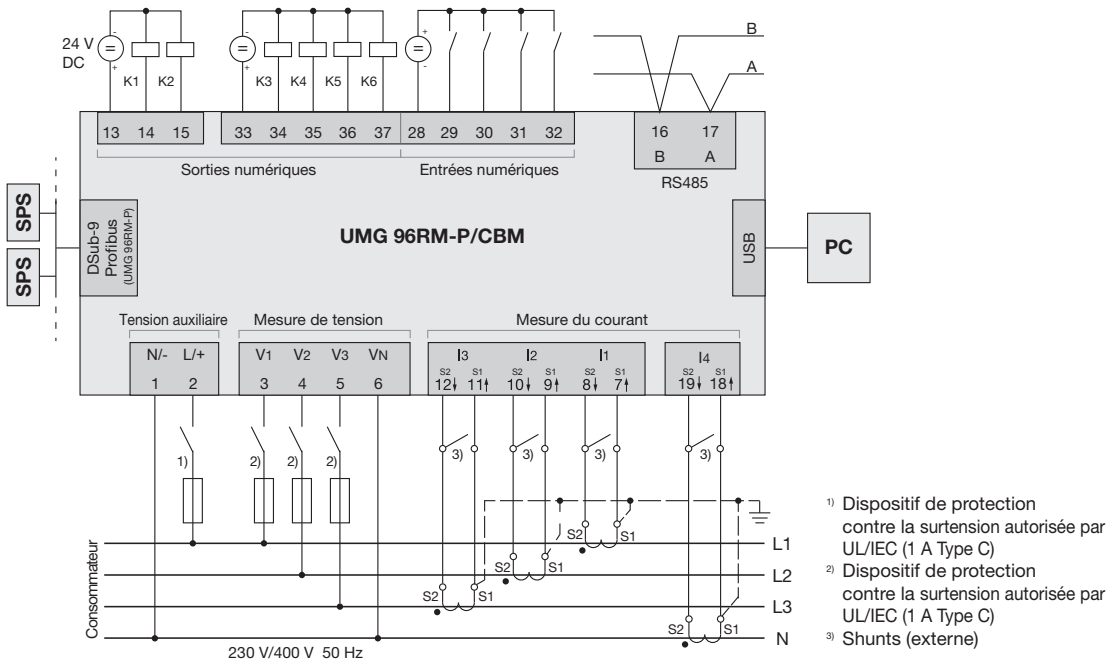 24 V
DC
- + - + + -
K1 K2 K3 K4 K5 K6
B
A
13 14 15 33 34 35 36 37 28 29 30 31 32 16 17
B A
Sorties numériques Entrées numériques RS485
SPS
SPS
DSub-9
Profibus
(UMG 96RM-P)
UMG 96RM-P/CBM
USB
PC
Tension auxiliaire Mesure de tension Mesure du courant
N/- L/+ V1 V2 V3 VN I3 I2 I1 I4
S2 S1 S2 S1 S2 S1 S2 S1
1 2 3 4 5 6 12 11 10 9 8 7 19 18
1) 2) 2) 2) 3) 3) 3) 3)
S2 S1
S2 S1
S2 S1
S2 S1
L1
L2
L3
N
Consommateur
230 V/400 V 50 Hz
1) Dispositif de protection
contre la surtension autorisée par
UL/IEC (1 A Type C)
2) Dispositif de protection
contre la surtension autorisée par
UL/IEC (1 A Type C)
3) Shunts (externe)